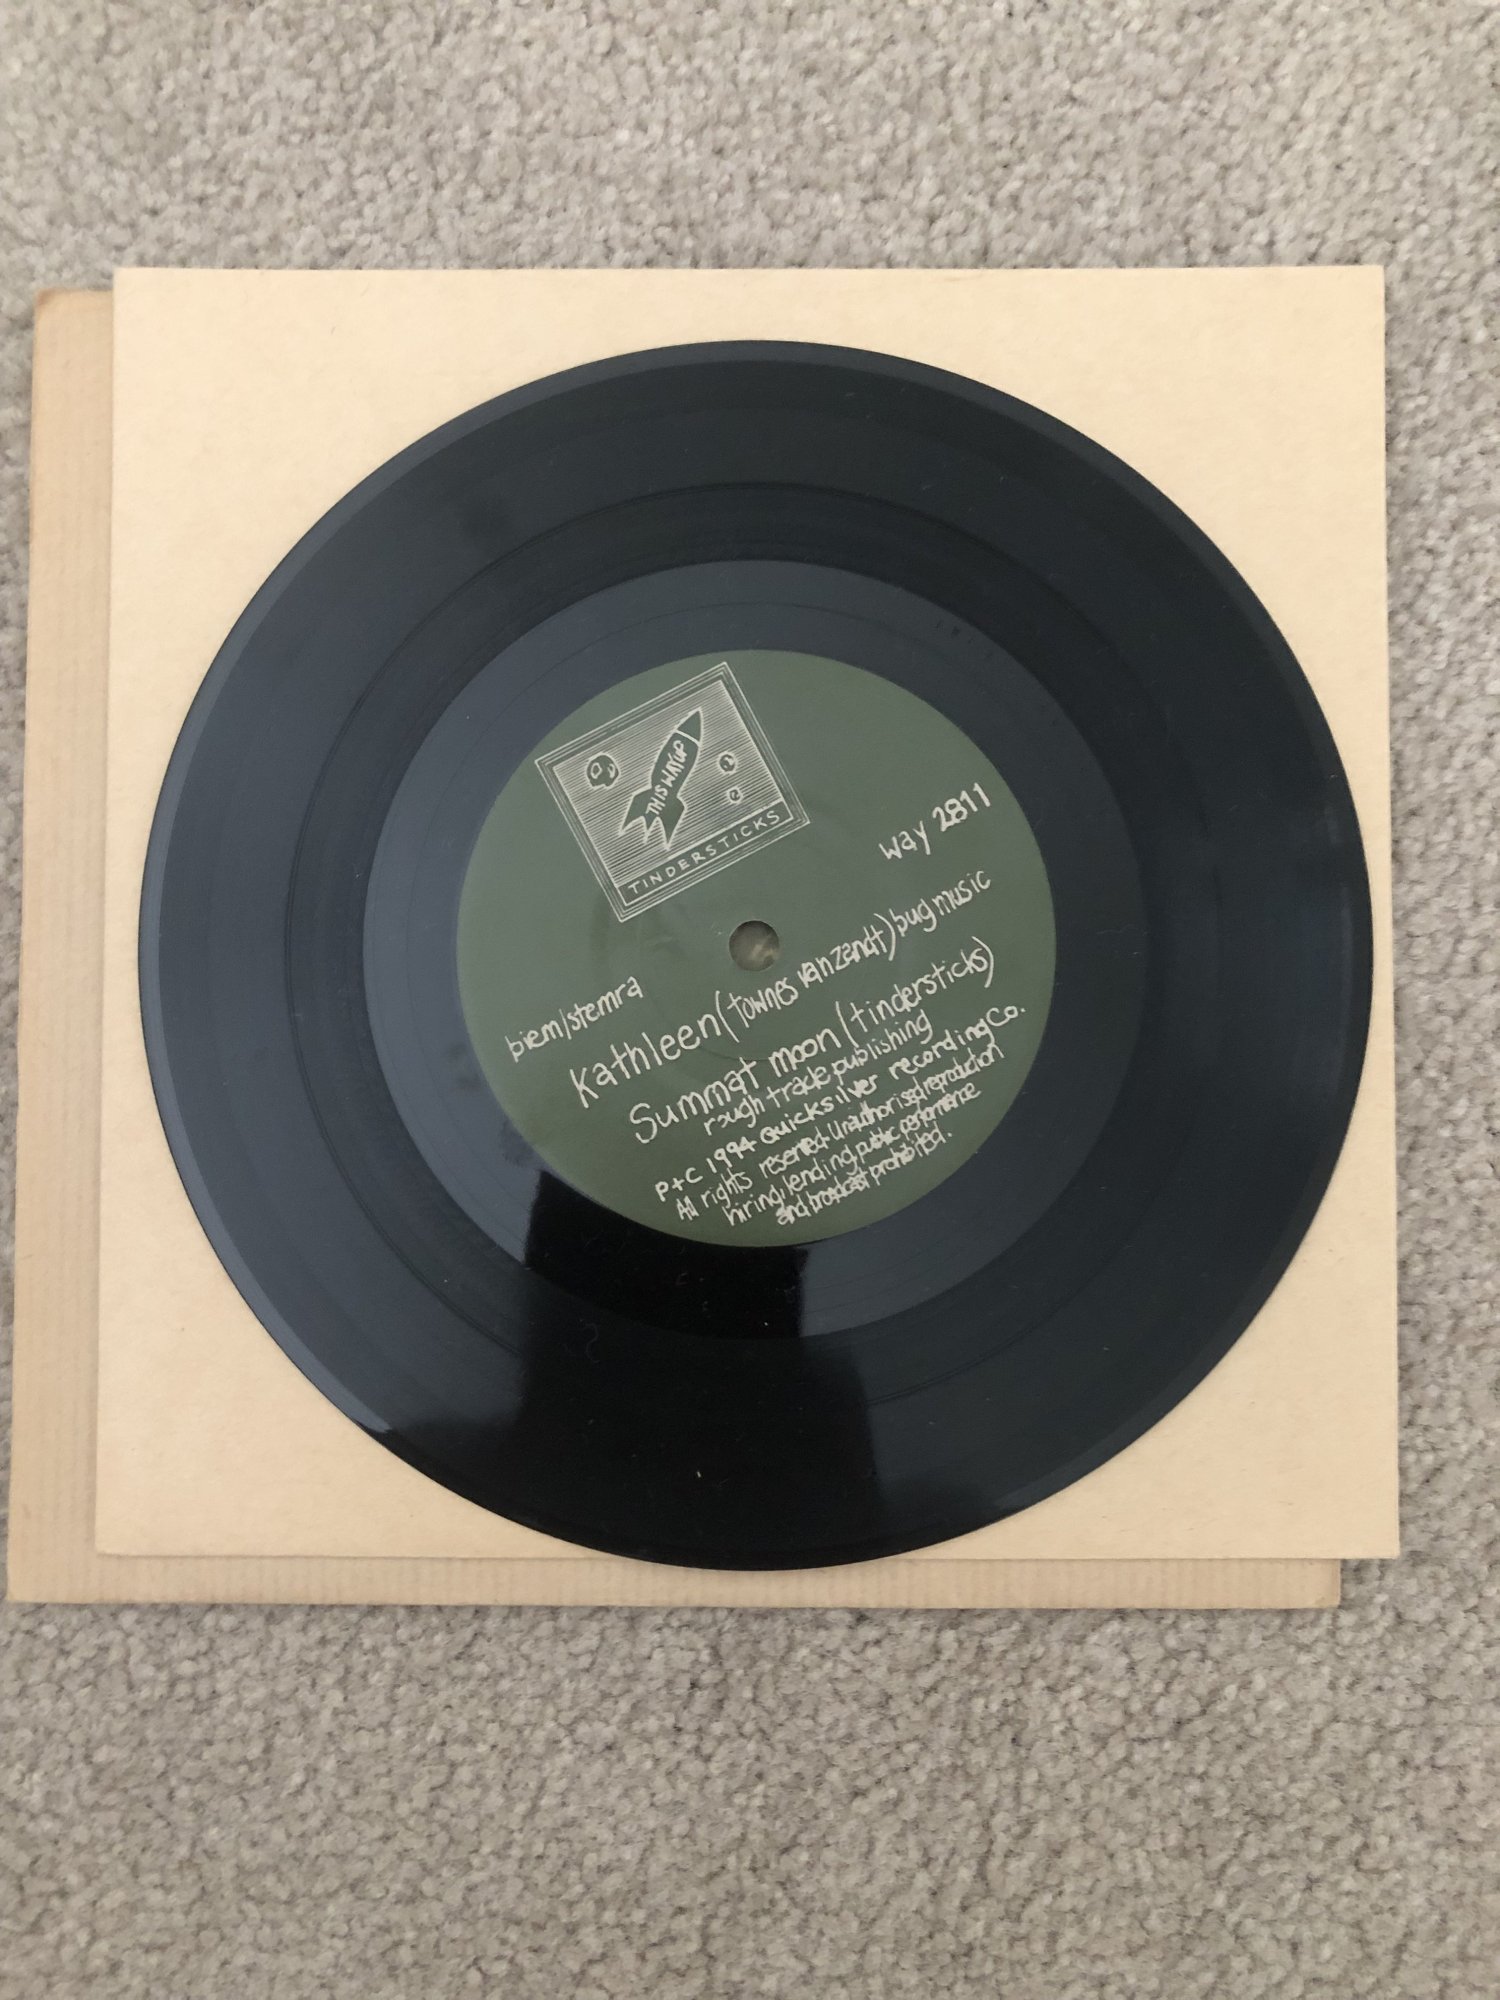 THIS WAY UP
TINDERSTICKS
way 2811
biem/stemra
Kathleen (townes van zandt) bug music
Summat moon (tindersticks)
rough trade publishing
P+C 1994 Quicksilver recording Co.
All rights reserved. Unauthorised reproduction
hiring, lending, public performance
and broadcast prohibited.